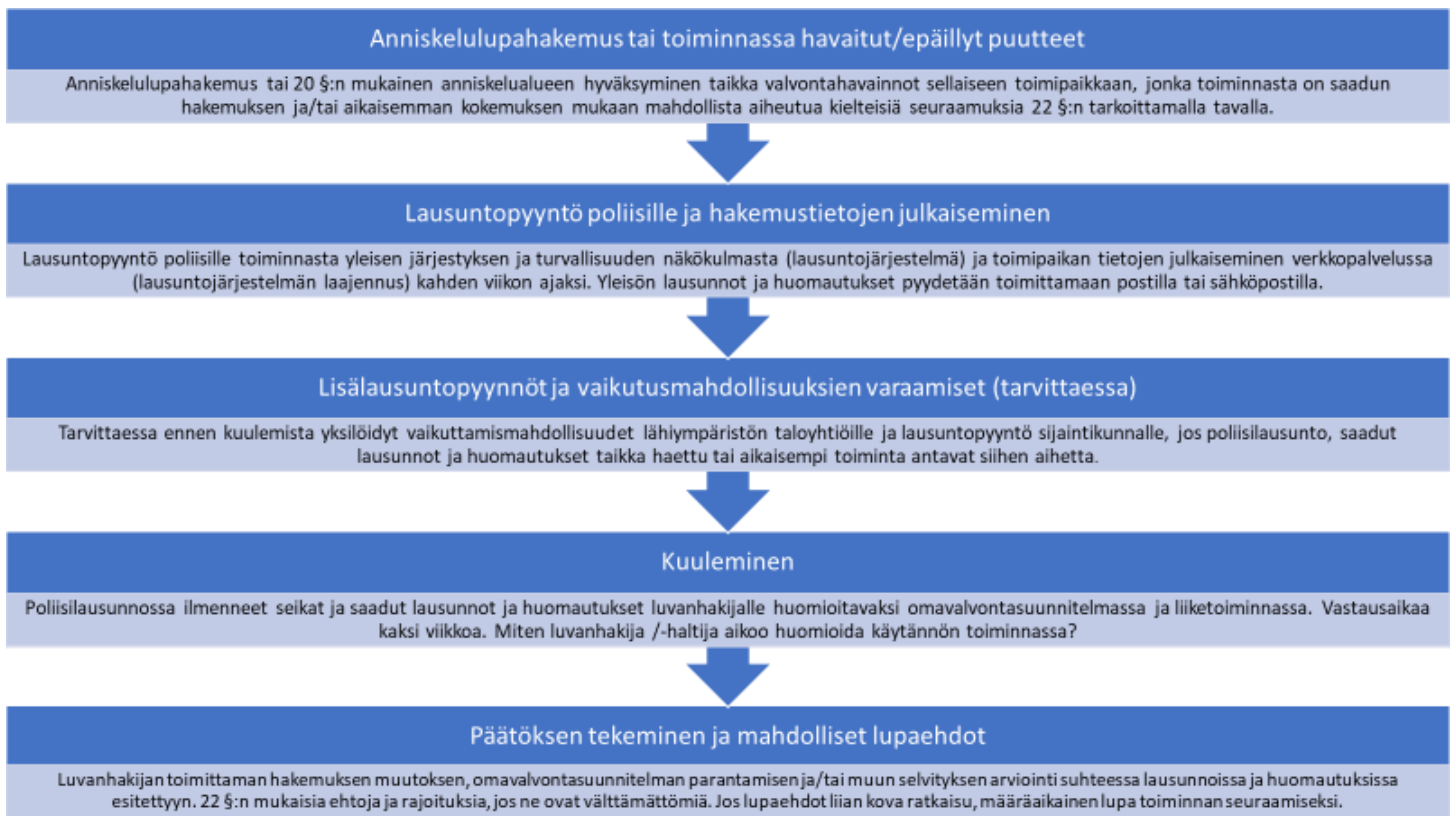 Anniskelulupahakemus tai toiminnassa havaitut/epäillyt puutteet
Anniskelulupahakemus tai 20 §:n mukainen anniskelualueen hyväksyminen taikka valvontahavainnot sellaiseen toimipaikkaan, jonka toiminnasta on saadun
hakemuksen ja/tai aikaisemman kokemuksen mukaan mahdollista aiheutua kielteisiä seuraamuksia 22 §:n tarkoittamalla tavalla.
Lausuntopyyntö poliisille ja hakemustietojen julkaiseminen
Lausuntopyyntö poliisille toiminnasta yleisen järjestyksen ja turvallisuuden näkökulmasta (lausuntojärjestelmä) ja toimipaikan tietojen julkaiseminen verkkopalvelussa
(lausuntojärjestelmän laajennus) kahden viikon ajaksi. Yleisön lausunnot ja huomautukset pyydetään toimittamaan postilla tai sähköpostilla.
Lisälausuntopyynnöt ja vaikutusmahdollisuuksien varaamiset (tarvittaessa)
Tarvittaessa ennen kuulemista yksilöidyt vaikuttamismahdollisuudet lähiympäristön taloyhtiöille ja lausuntopyyntö sijaintikunnalle, jos poliisilausunto, saadut
lausunnot ja huomautukset taikka haettu tai aikaisempi toiminta antavat siihen aihetta.
Kuuleminen
Poliisilausunnossa ilmenneet seikat ja saadut lausunnot ja huomautukset luvanhakijalle huomioitavaksi omavalvontasuunnitelmassa ja liiketoiminnassa. Vastausaikaa
kaksi viikkoa. Miten luvanhakija /-haltija aikoo huomioida käytännön toiminnassa?
Päätöksen tekeminen ja mahdolliset lupaehdot
Luvanhakijan toimittaman hakemuksen muutoksen, omavalvontasuunnitelman parantamisen ja/tai muun selvityksen arviointi suhteessa lausunnoissa ja huomautuksissa
esitettyyn. 22 §:n mukaisia ehtoja ja rajoituksia, jos ne ovat välttämättömiä. Jos lupaehdot liian kova ratkaisu, määräaikainen lupa toiminnan seuraamiseksi.